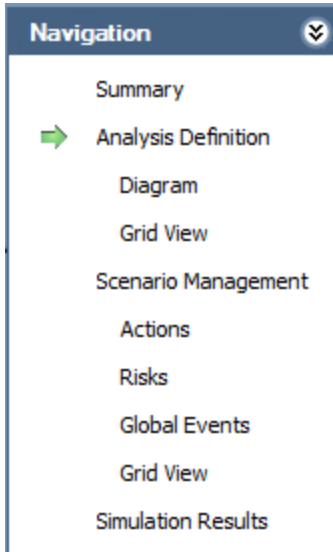 Navigation
Summary
Analysis Definition
Diagram
Grid View
Scenario Management
Actions
Risks
Global Events
Grid View
Simulation Results